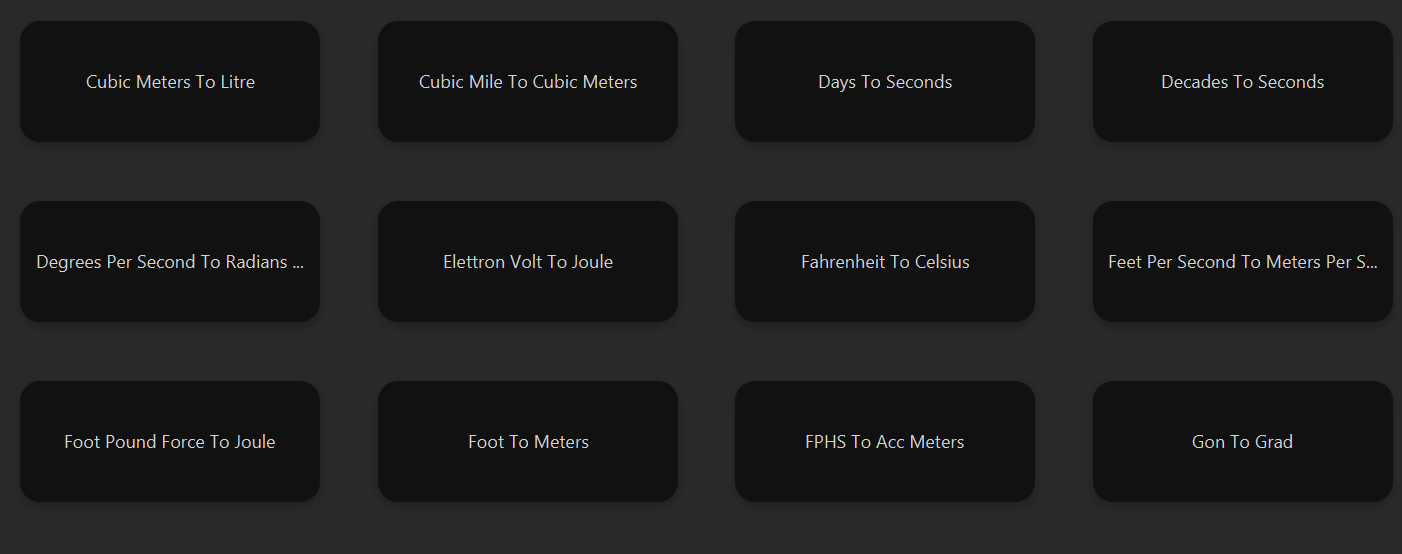 Cubic Meters To Litre
Cubic Mile To Cubic Meters
Days To Seconds
Decades To Seconds
Degrees Per Second To Radians ...
Elettron Volt To Joule
Fahrenheit To Celsius
Feet Per Second To Meters Per S...
Foot Pound Force To Joule
Foot To Meters
FPHS To Acc Meters
Gon To Grad